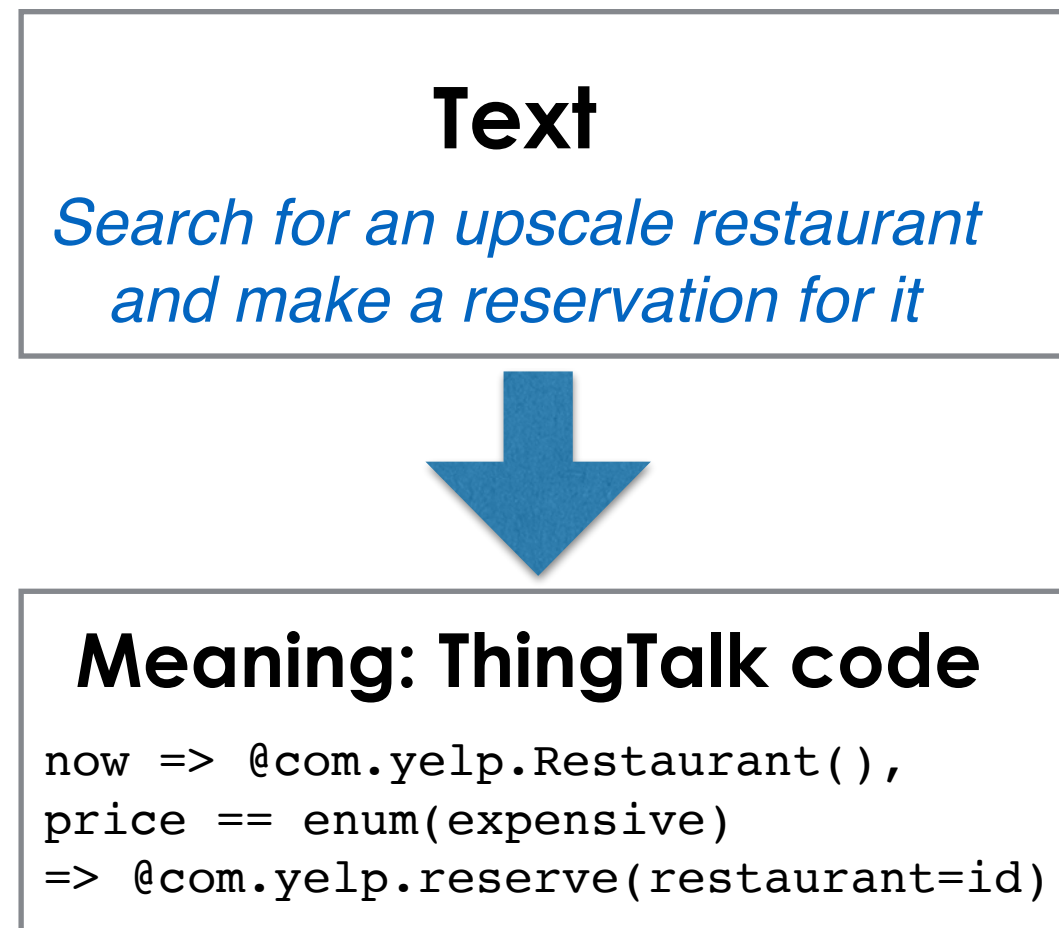 Text
Search for an upscale restaurant
and make a reservation for it
Meaning: ThingTalk code
now => @com.yelp.Restaurant(),
price == enum(expensive)
=> @com.yelp.reserve(restaurant=id)